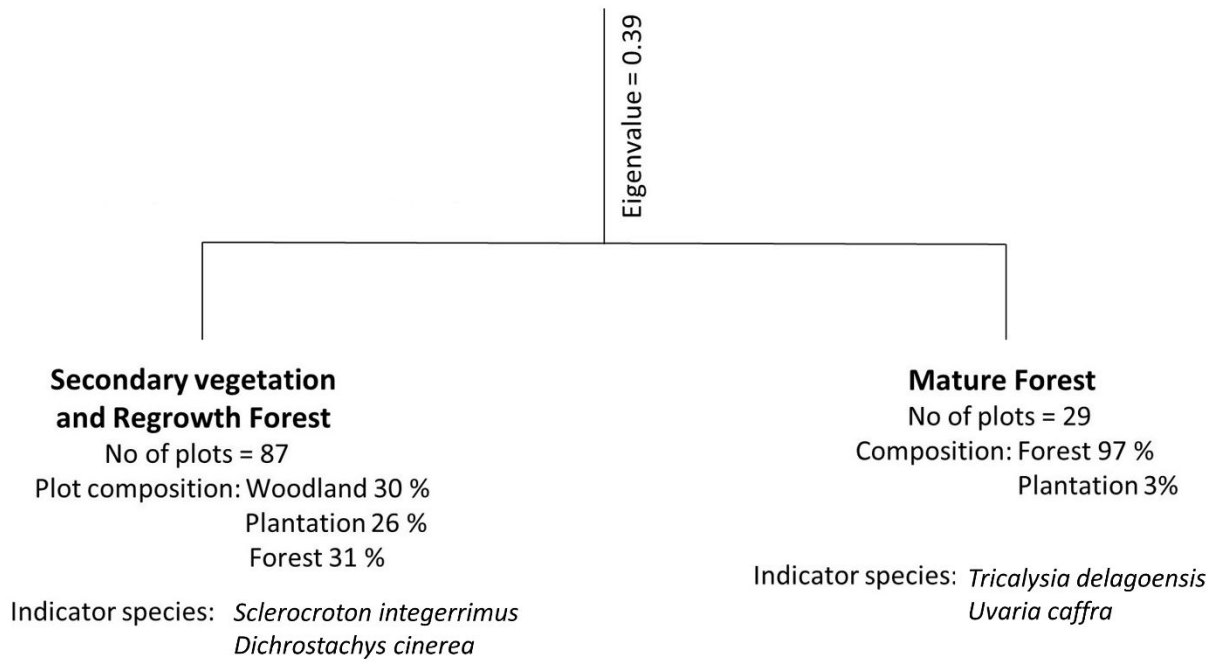 Eigenvalue = 0.39
Secondary vegetation
and Regrowth Forest
No of plots = 87
Plot composition: Woodland 30 %
Plantation 26 %
Forest 31 %
Indicator species: Sclerocroton integerrimus
Dichrostachys cinerea
Mature Forest
No of plots = 29
Composition: Forest 97 %
Plantation 3%
Indicator species: Tricalysia delagoensis
Uvaria caffra